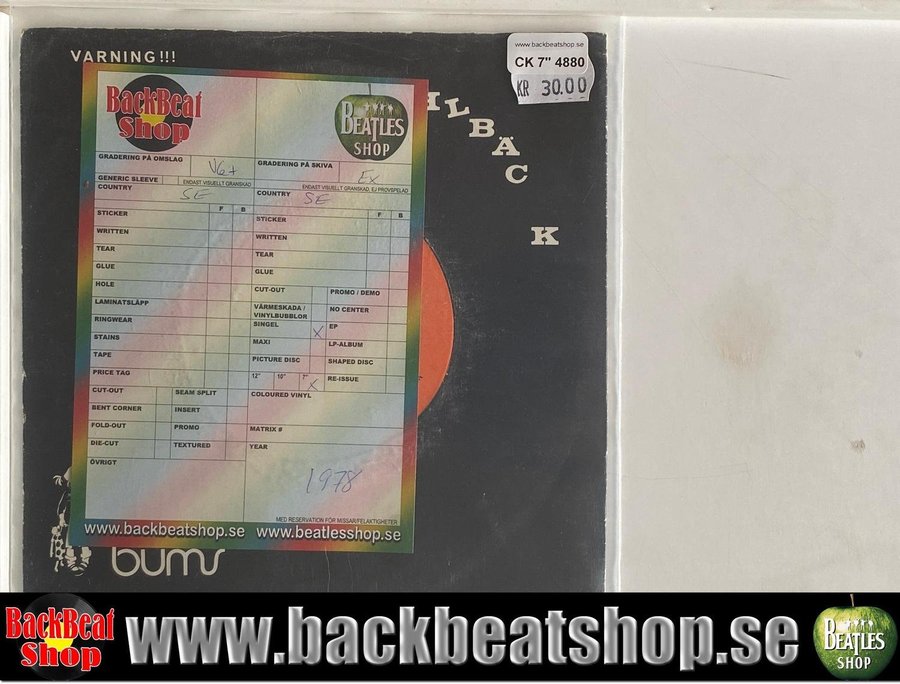 VARNING!!!
www.backbeatshop.se
CK 7" 4880
KR 30.00
LBÄCK
BackBeat
Shop
BEATLES
SHOP
GRADERING PÅ OMSLAG VG+
GRADERING PÅ SKIVA Ex
GENERIC SLEEVE
ENDAST VISUELLT GRANSKAD
ENDAST VISUELLT GRANSKAD, EJ PROVSPELAD
COUNTRY SE
COUNTRY SE
F B
F B
STICKER
WRITTEN
TEAR
GLUE
HOLE
LAMINATSLÄPP
RINGWEAR
STAINS
TAPE
PRICE TAG
CUT-OUT SEAM SPLIT
BENT CORNER INSERT
FOLD-OUT PROMO
DIE-CUT TEXTURED
ÖVRIGT
STICKER
WRITTEN
TEAR
GLUE
CUT-OUT PROMO / DEMO
VÄRMESKADA /
VINYLBUBBLOR
NO CENTER
SINGEL X EP
MAXI LP-ALBUM
PICTURE DISC SHAPED DISC
12" 10" 7" X RE-ISSUE
COLOURED VINYL
MATRIX #
YEAR
1978
MED RESERVATION FÖR MISSAR/FELAKTIGHETER
www.backbeatshop.se www.beatlesshop.se
bums
BackBeat
Shop
www.backbeatshop.se
BEATLES
SHOP